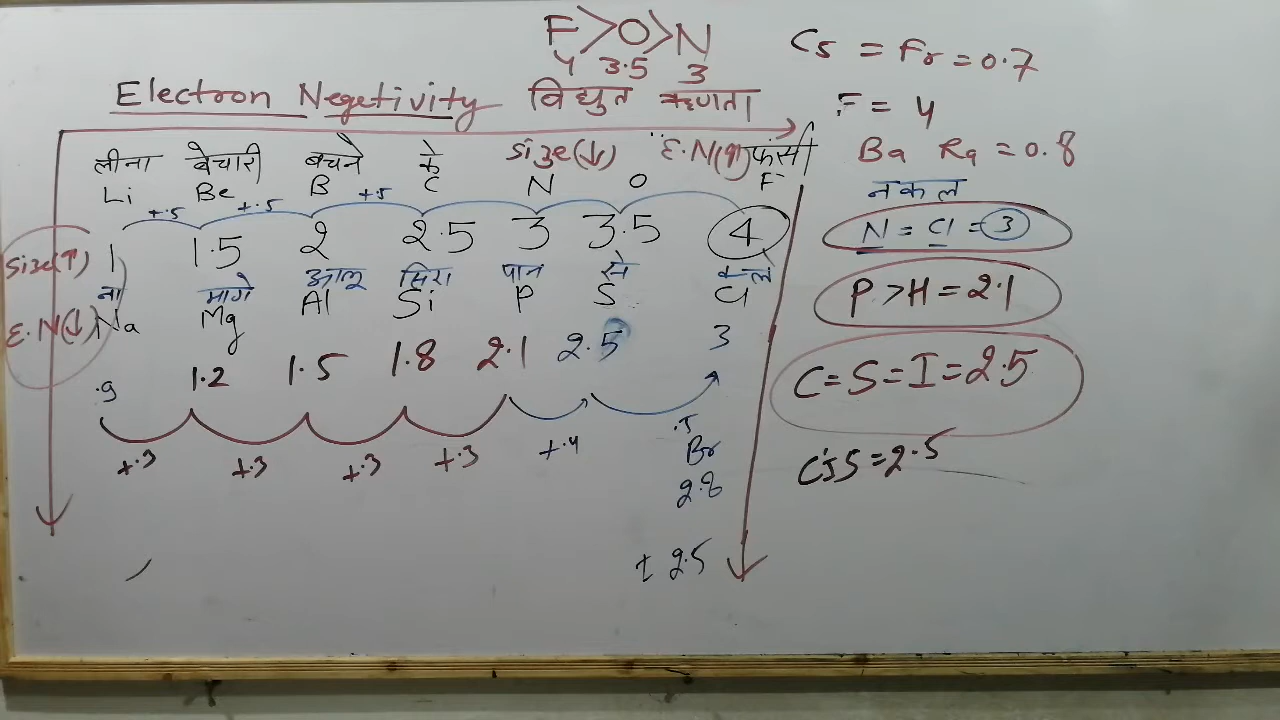 F>O>N
4 3.5 3
Electron Negetivity विद्युत ऋणता
Size(↓) E.N(↑)
लीना बेचारी बचने के फंसी
Li Be B C N O F
+.5 +.5 +.5
1 1.5 2 2.5 3 3.5 4
Size(↑)
E.N(↓)
ना मागे आलू सिरा पान से कल
Na Mg Al Si P S Cl
.9 1.2 1.5 1.8 2.1 2.5 3
+.3 +.3 +.3 +.3 +.4
Br
2.8
I 2.5
Cs = Fr = 0.7
F = 4
Ba Ra = 0.8
नकल
N = Cl = 3
P > H = 2.1
C = S = I = 2.5
CIS = 2.5